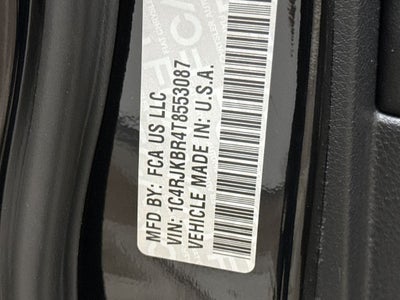 MFD BY: FCA US LLC
VIN: 1C4RJKBR4T8553087
VEHICLE MADE IN: U.S.A.